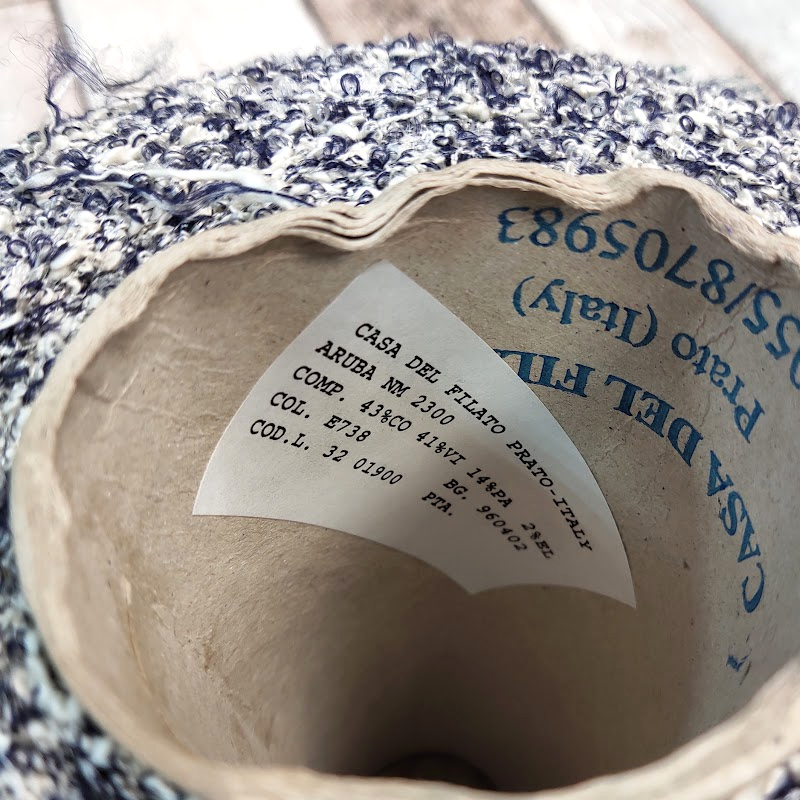 CASA DEL FILATO PRATO-ITALY
ARUBA NM 2300
COMP. 43%CO 41%VI 14%PA 2%EL
COL. E738 BG. 960402
COD.L. 32 01900 PTA.
CASA DEL FIL
Prato (Italy)
055/8705983